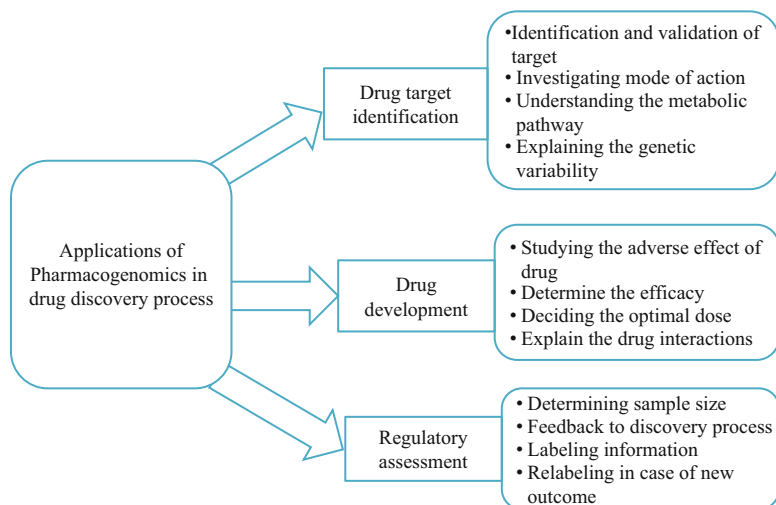 Applications of
Pharmacogenomics in
drug discovery process
Drug target
identification
•Identification and validation of
target
• Investigating mode of action
• Understanding the metabolic
pathway
• Explaining the genetic
variability
Drug
development
• Studying the adverse effect of
drug
• Determine the efficacy
• Deciding the optimal dose
• Explain the drug interactions
Regulatory
assessment
• Determining sample size
• Feedback to discovery process
• Labeling information
• Relabeling in case of new
outcome